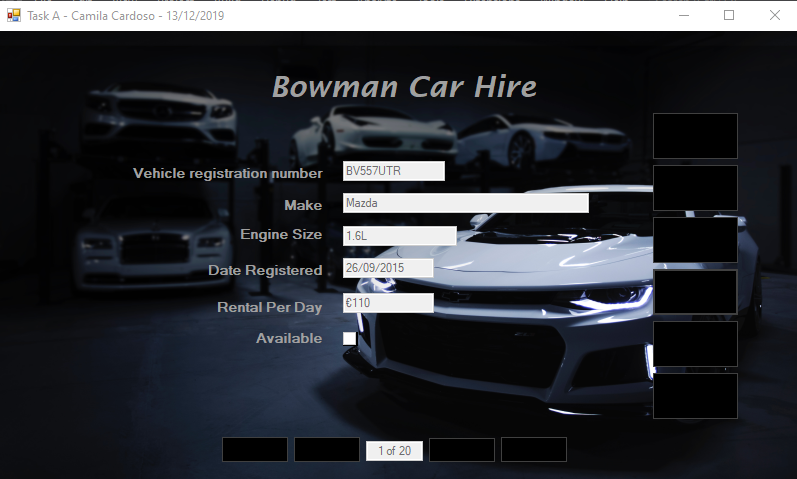 Task A - Camila Cardoso - 13/12/2019
Bowman Car Hire
Vehicle registration number BV557UTR
Make Mazda
Engine Size 1.6L
Date Registered 26/09/2015
Rental Per Day €110
Available
1 of 20